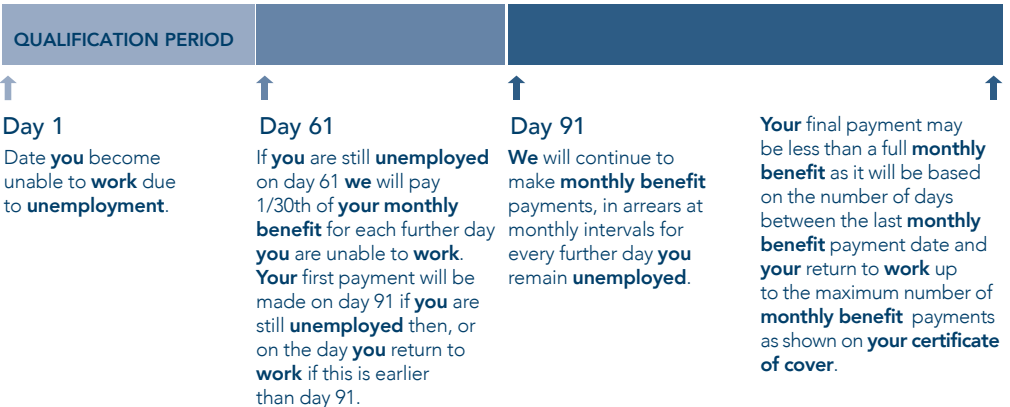 QUALIFICATION PERIOD
Day 1
Date you become
unable to work due
to unemployment.
Day 61
If you are still unemployed
on day 61 we will pay
1/30th of your monthly
benefit for each further day
you are unable to work.
Your first payment will be
made on day 91 if you are
still unemployed then, or
on the day you return to
work if this is earlier
than day 91.
Day 91
We will continue to
make monthly benefit
payments, in arrears at
monthly intervals for
every further day you
remain unemployed.
Your final payment may
be less than a full monthly
benefit as it will be based
on the number of days
between the last monthly
benefit payment date and
your return to work up
to the maximum number of
monthly benefit payments
as shown on your certificate
of cover.